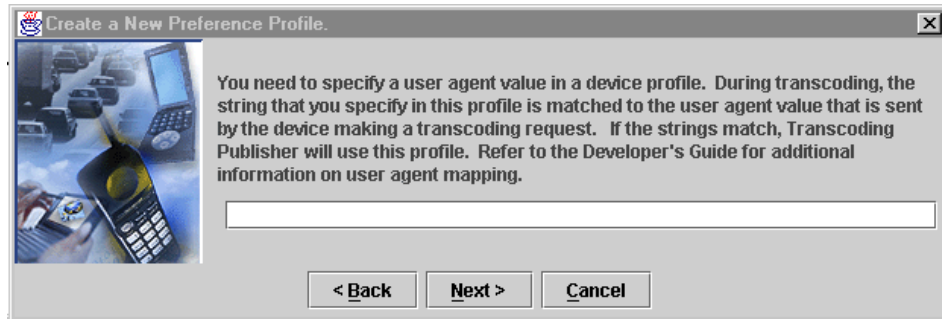 Create a New Preference Profile.
You need to specify a user agent value in a device profile. During transcoding, the
string that you specify in this profile is matched to the user agent value that is sent
by the device making a transcoding request. If the strings match, Transcoding
Publisher will use this profile. Refer to the Developer's Guide for additional
information on user agent mapping.
< Back Next > Cancel